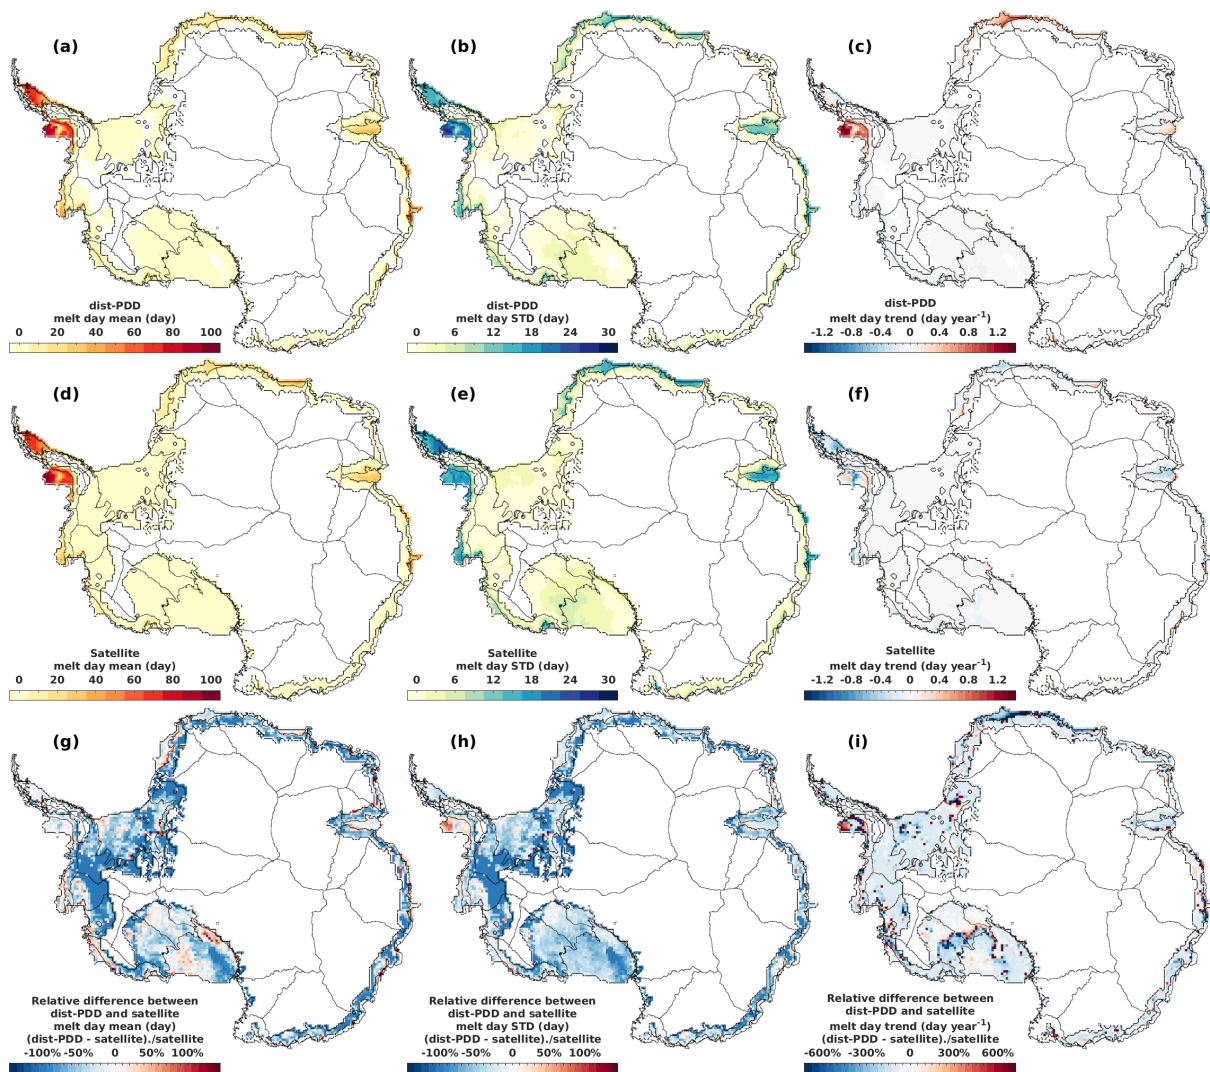 (a)
dist-PDD
melt day mean (day)
0 20 40 60 80 100
(b)
dist-PDD
melt day STD (day)
0 6 12 18 24 30
(c)
dist-PDD
melt day trend (day year⁻¹)
-1.2 -0.8 -0.4 0 0.4 0.8 1.2
(d)
Satellite
melt day mean (day)
0 20 40 60 80 100
(e)
Satellite
melt day STD (day)
0 6 12 18 24 30
(f)
Satellite
melt day trend (day year⁻¹)
-1.2 -0.8 -0.4 0 0.4 0.8 1.2
(g)
Relative difference between
dist-PDD and satellite
melt day mean (day)
(dist-PDD - satellite)./satellite
-100% -50% 0 50% 100%
(h)
Relative difference between
dist-PDD and satellite
melt day STD (day)
(dist-PDD - satellite)./satellite
-100% -50% 0 50% 100%
(i)
Relative difference between
dist-PDD and satellite
melt day trend (day year⁻¹)
(dist-PDD - satellite)./satellite
-600% -300% 0 300% 600%